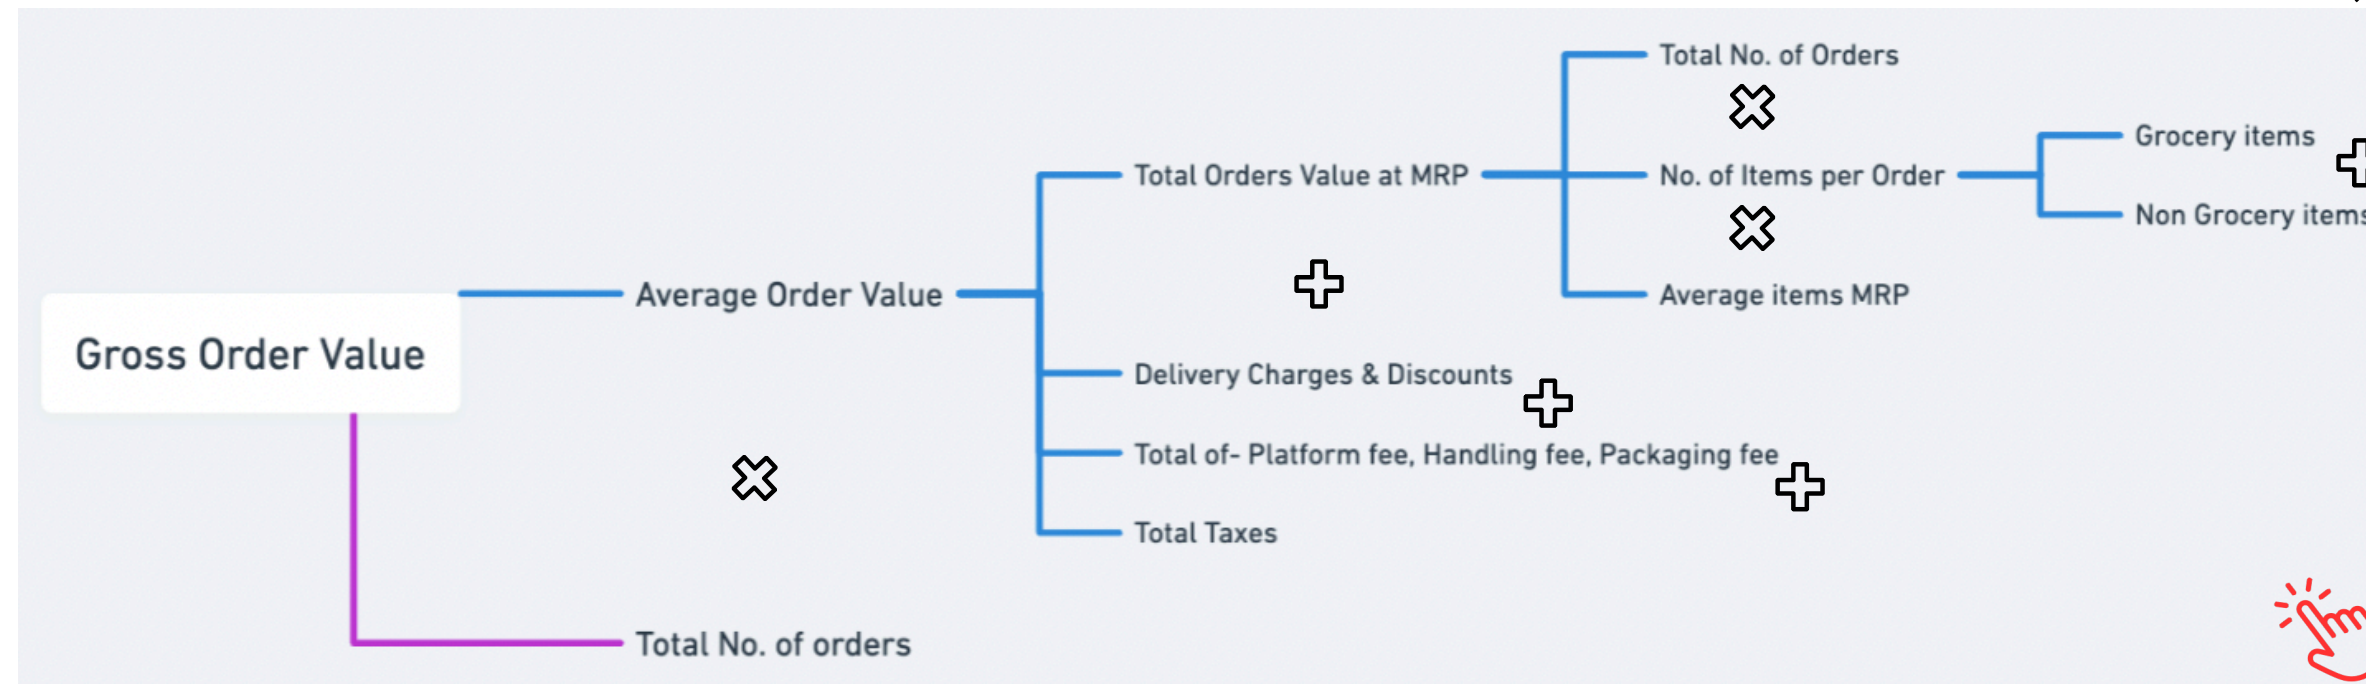 Total No. of Orders
Grocery items
Total Orders Value at MRP
No. of Items per Order
Non Grocery items
Average Order Value
Average items MRP
Gross Order Value
Delivery Charges & Discounts
Total of- Platform fee, Handling fee, Packaging fee
Total Taxes
Total No. of orders